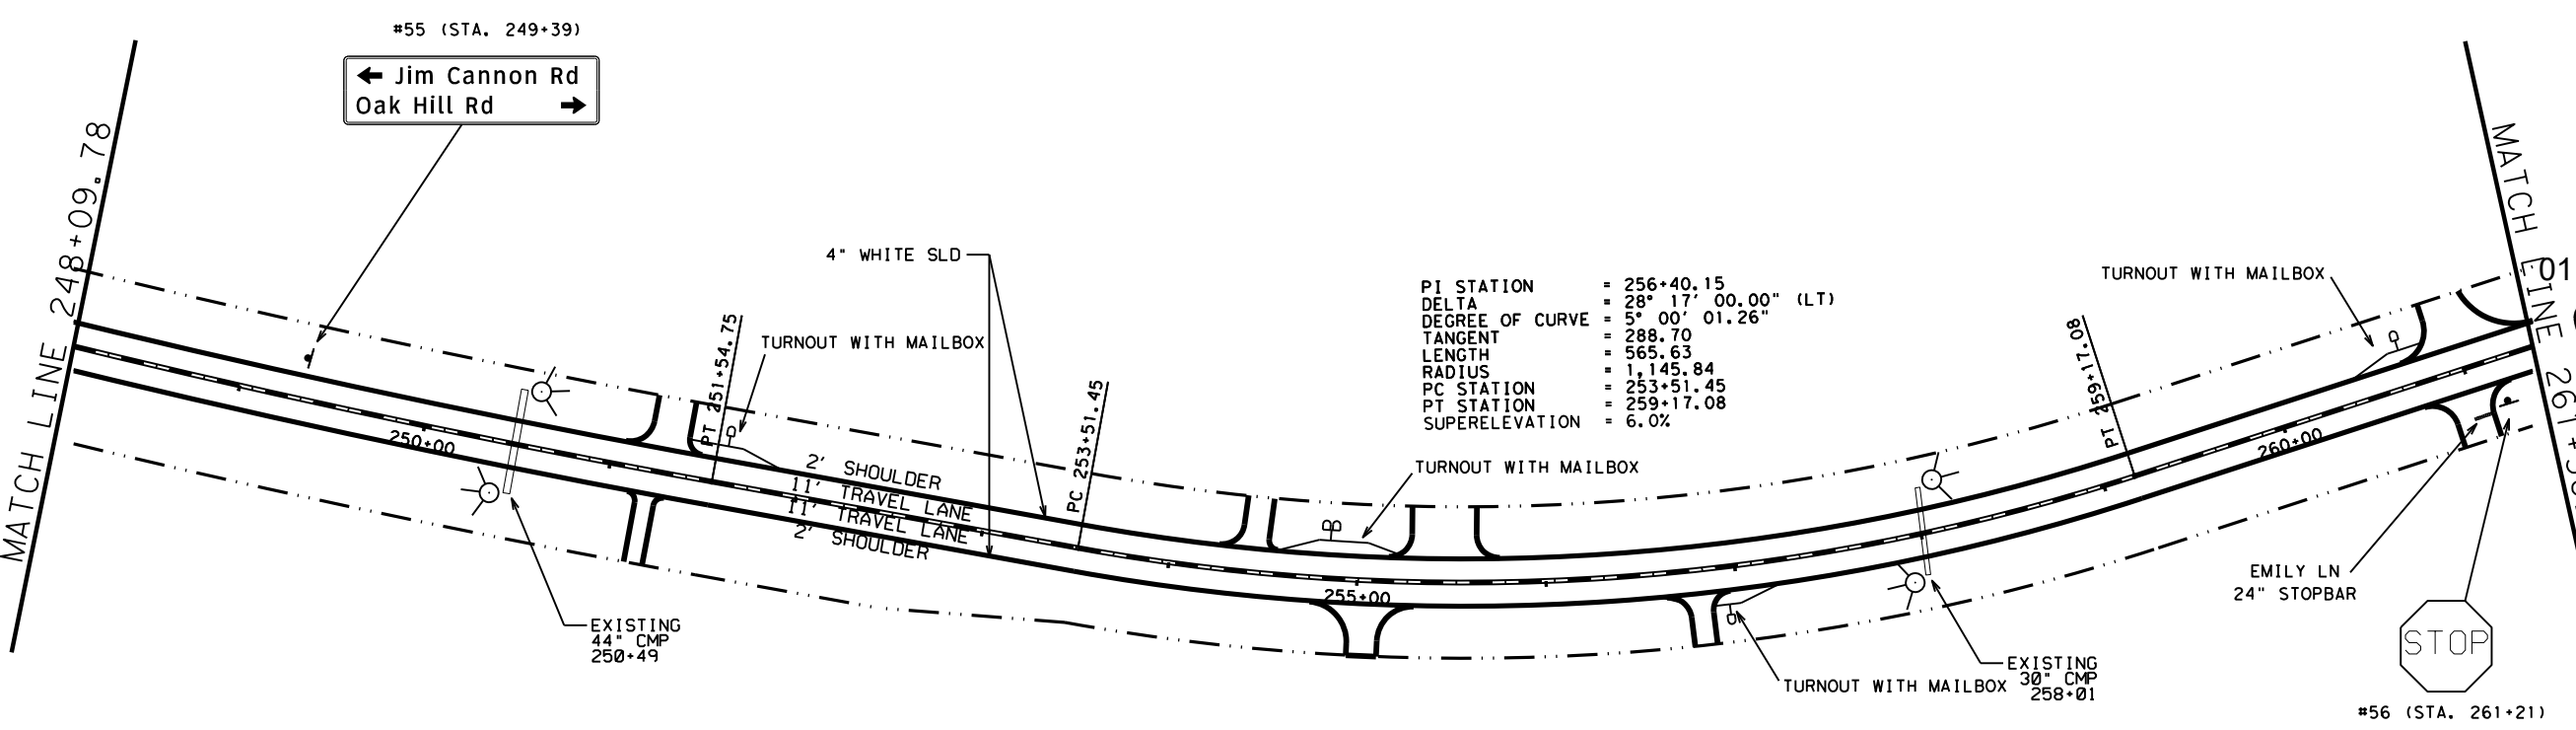 #55 (STA. 249+39)
← Jim Cannon Rd
Oak Hill Rd →
MATCH LINE 248+09.78
4" WHITE SLD
PT 251+54.75
TURNOUT WITH MAILBOX
PC 253+51.45
250+00
2' SHOULDER
11' TRAVEL LANE
11' TRAVEL LANE
2' SHOULDER
EXISTING
44" CMP
250+49
PI STATION = 256+40.15
DELTA = 28° 17' 00.00" (LT)
DEGREE OF CURVE = 5° 00' 01.26"
TANGENT = 288.70
LENGTH = 565.63
RADIUS = 1,145.84
PC STATION = 253+51.45
PT STATION = 259+17.08
SUPERELEVATION = 6.0%
TURNOUT WITH MAILBOX
255+00
TURNOUT WITH MAILBOX
EXISTING
30" CMP
258+01
PT 259+17.08
TURNOUT WITH MAILBOX
260+00
EMILY LN
24" STOPBAR
STOP
#56 (STA. 261+21)
MATCH LINE
01